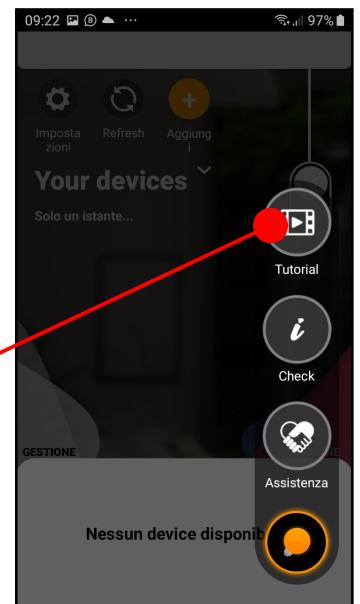 09:22 ... 97%
Imposta
zioni
Refresh
Aggiung
i
Your devices
Solo un istante...
Tutorial
Check
GESTIONE
Assistenza
Nessun device disponib